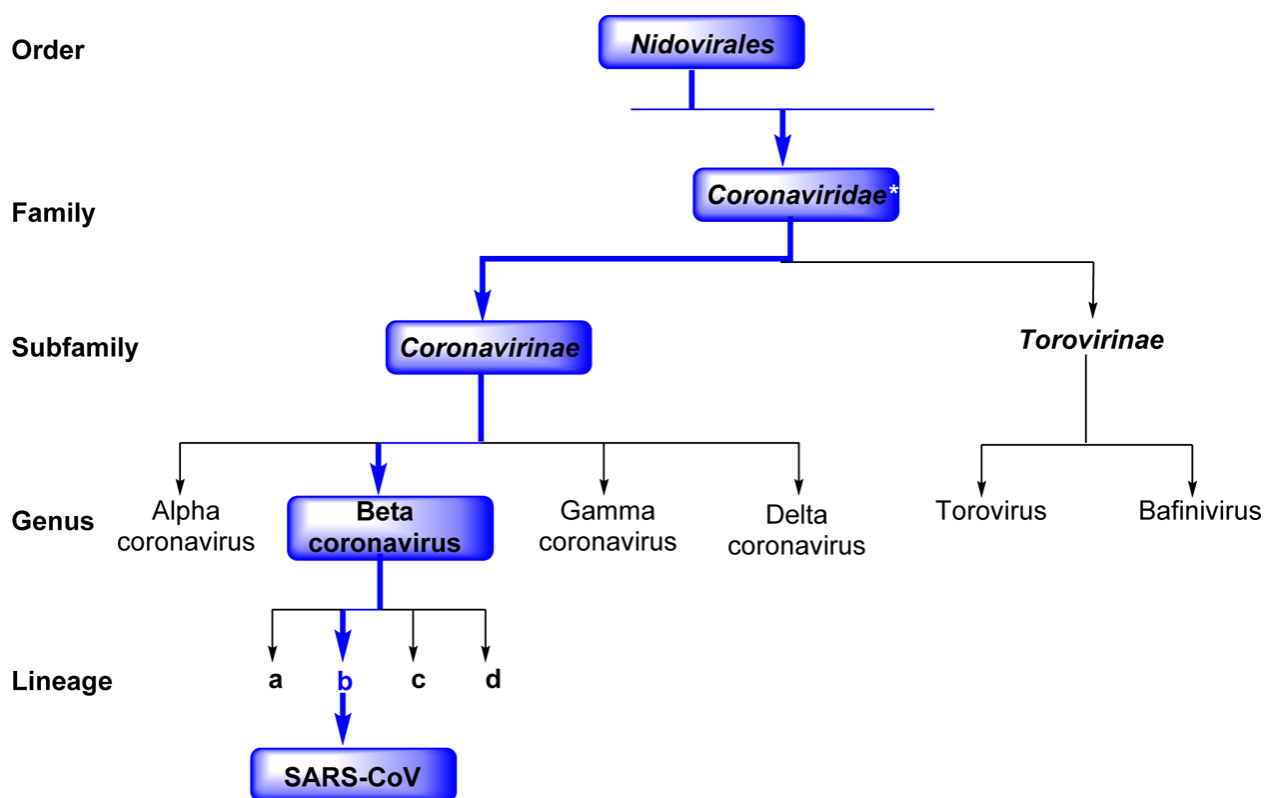 Order
Nidovirales
Family
Coronaviridae*
Subfamily
Coronavirinae
Torovirinae
Genus
Alpha
coronavirus
Beta
coronavirus
Gamma
coronavirus
Delta
coronavirus
Torovirus
Bafinivirus
Lineage
a
b
c
d
SARS-CoV